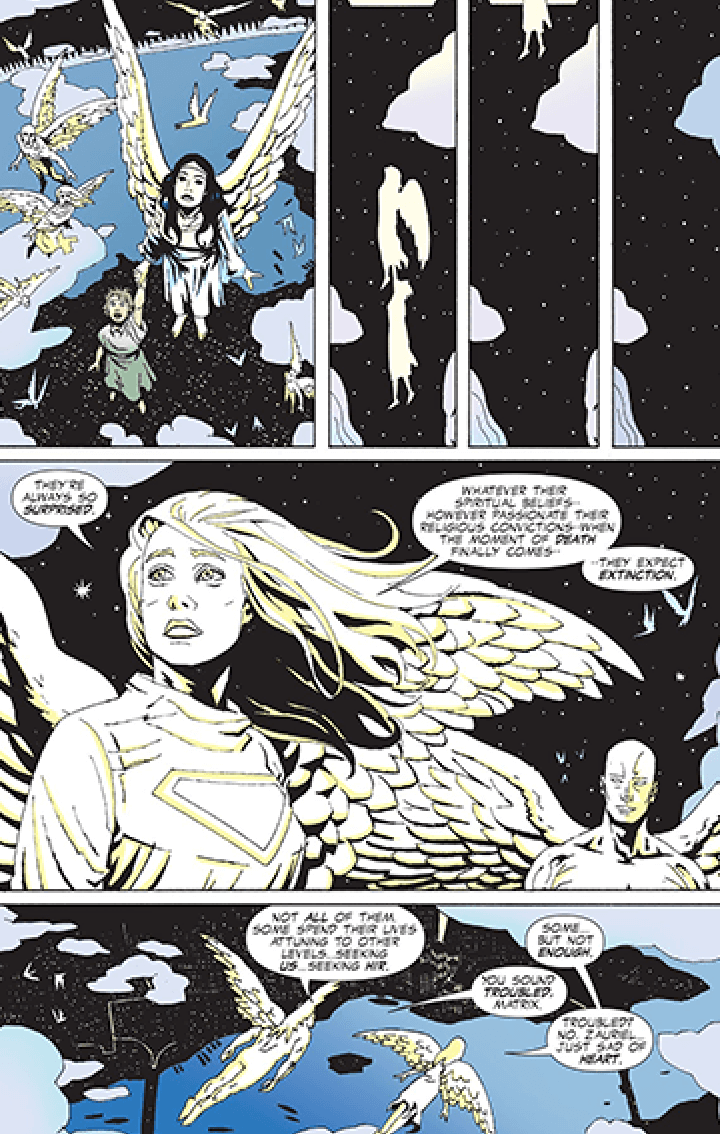 THEY'RE
ALWAYS SO
SURPRISED.
WHATEVER THEIR
SPIRITUAL BELIEFS--
HOWEVER PASSIONATE THEIR
RELIGIOUS CONVICTIONS--WHEN
THE MOMENT OF DEATH
FINALLY COMES--
--THEY EXPECT
EXTINCTION.
NOT ALL OF THEM.
SOME SPEND THEIR LIVES
ATTUNING TO OTHER
LEVELS...SEEKING
US...SEEKING HIR.
SOME...
BUT NOT
ENOUGH.
YOU SOUND
TROUBLED,
MATRIX.
TROUBLED?
NO, ZAURIEL.
JUST SAD OF
HEART.